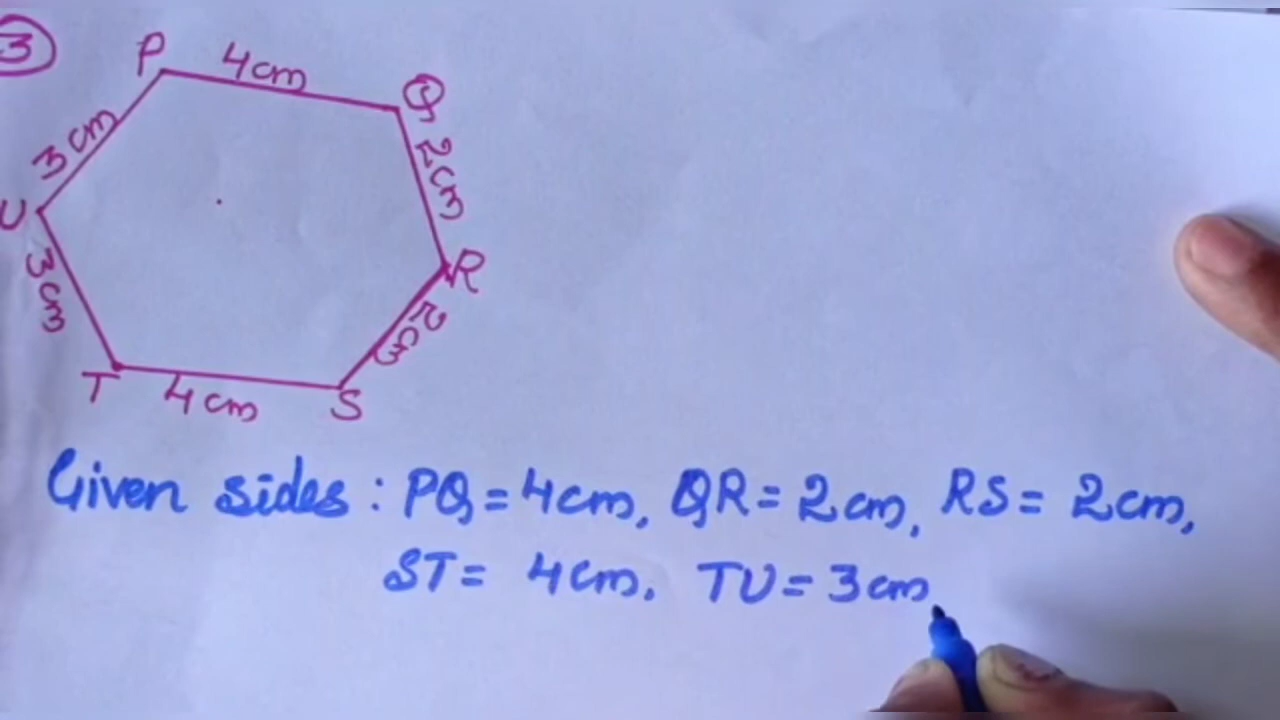 3
P 4cm Q
3cm
2cm
U
R
3cm
2cm
T 4cm S
Given sides : PQ = 4cm, QR = 2cm, RS = 2cm,
ST = 4cm, TU = 3cm